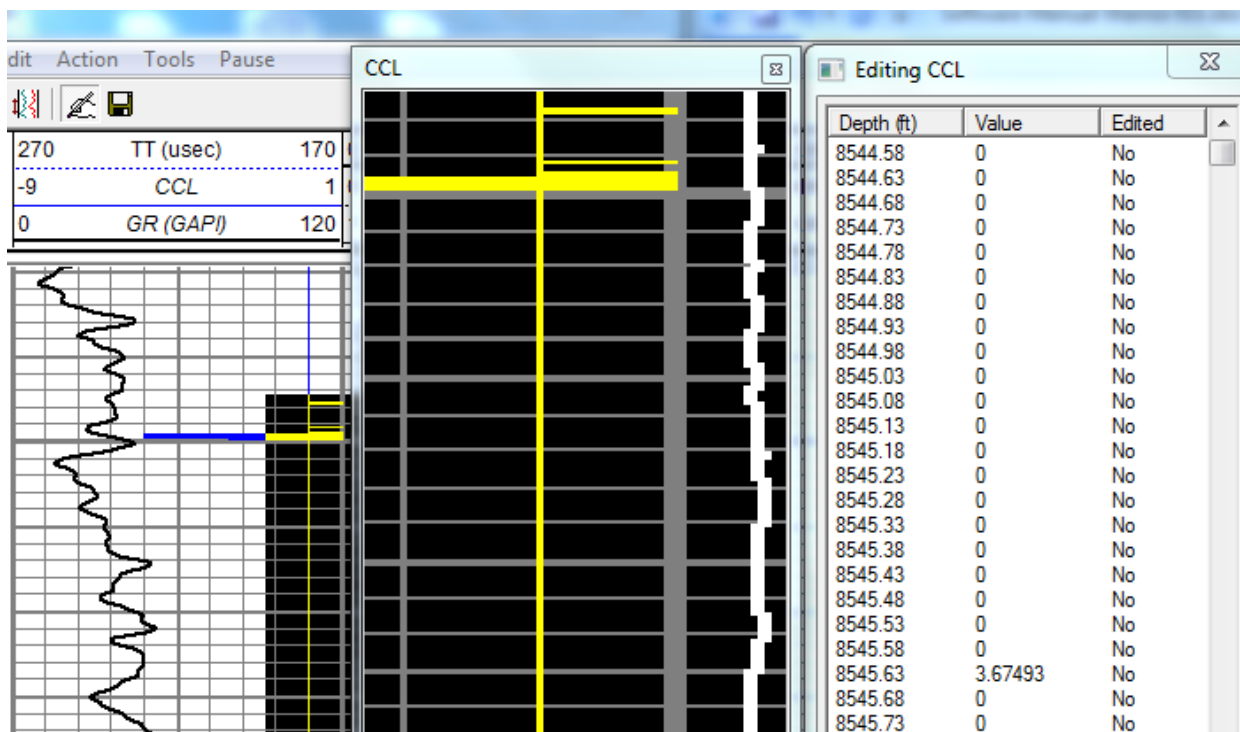 dit Action Tools Pause
270 TT (usec) 170
-9 CCL 1
0 GR (GAPI) 120
CCL
Editing CCL
Depth (ft) Value Edited
8544.58 0 No
8544.63 0 No
8544.68 0 No
8544.73 0 No
8544.78 0 No
8544.83 0 No
8544.88 0 No
8544.93 0 No
8544.98 0 No
8545.03 0 No
8545.08 0 No
8545.13 0 No
8545.18 0 No
8545.23 0 No
8545.28 0 No
8545.33 0 No
8545.38 0 No
8545.43 0 No
8545.48 0 No
8545.53 0 No
8545.58 0 No
8545.63 3.67493 No
8545.68 0 No
8545.73 0 No